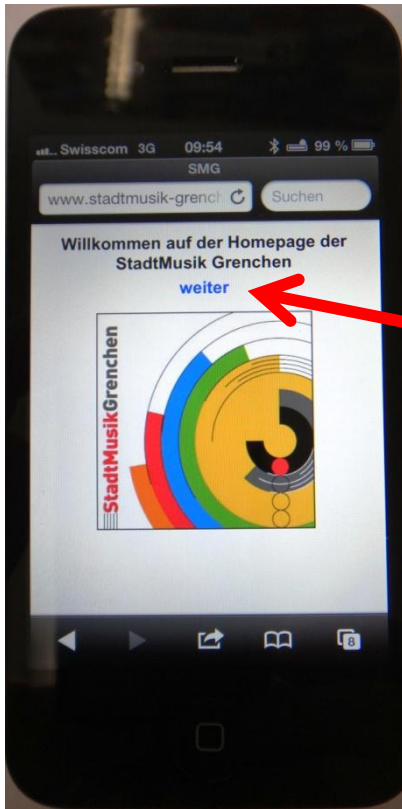 Swisscom 3G 09:54 99 %
SMG
www.stadtmusik-grench Suchen
Willkommen auf der Homepage der
StadtMusik Grenchen
weiter
StadtMusikGrenchen
8